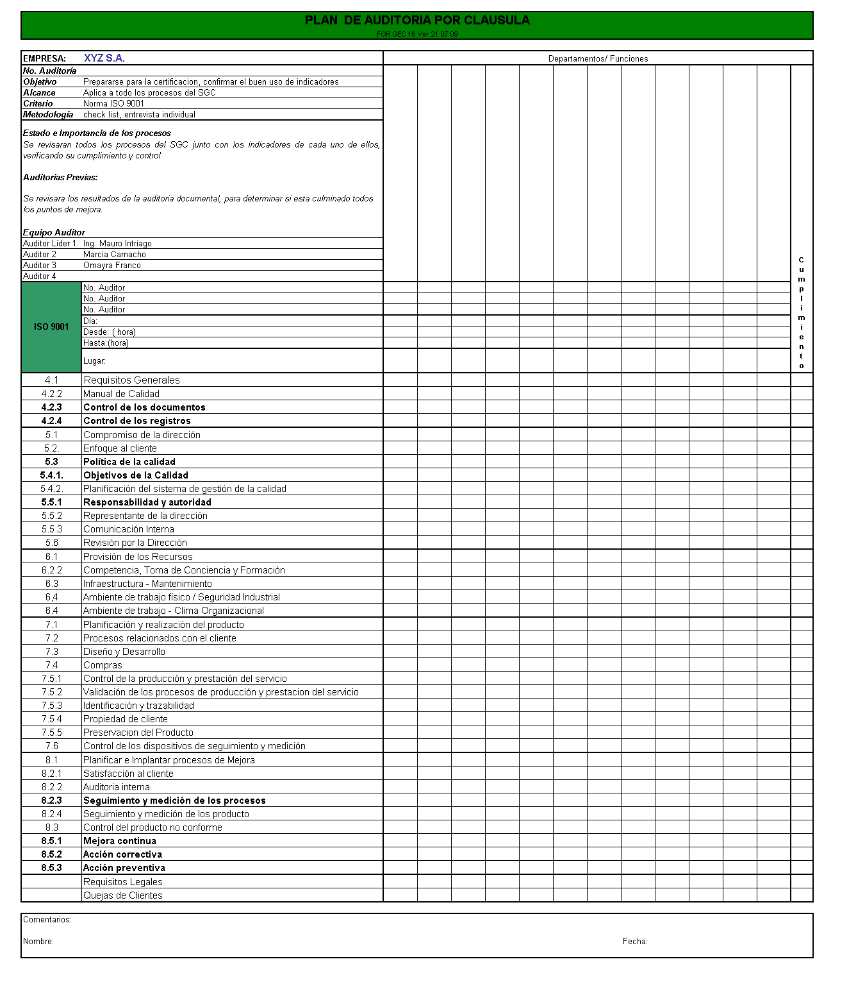 PLAN  DE AUDITORIA POR CLAUSULA
FOR GEC 16 Ver 21 07 09
EMPRESA: XYZ S.A.
Departamentos/ Funciones
No. Auditoría
Objetivo Prepararse para la certificacion, confirmar el buen uso de indicadores
Alcance Aplica a todo los procesos del SGC
Criterio Norma ISO 9001
Metodología check list, entrevista individual
Estado e Importancia de los procesos
Se revisaran todos los procesos del SGC junto con los indicadores de cada uno de ellos,
verificando su cumplimiento y control
Auditorias Previas:
Se revisara los resultados de la auditoria documental, para determinar si esta culminado todos
los puntos de mejora.
Equipo Auditor
Auditor Líder 1 Ing. Mauro Intriago
Auditor 2 Marcia Camacho
Auditor 3 Omayra Franco
Auditor 4
Cumplimiento
ISO 9001
No. Auditor
No. Auditor
No. Auditor
Día:
Desde: ( hora)
Hasta:(hora)
Lugar:
4.1 Requisitos Generales
4.2.2 Manual de Calidad
4.2.3 Control de los documentos
4.2.4 Control de los registros
5.1 Compromiso de la dirección
5.2. Enfoque al cliente
5.3 Política de la calidad
5.4.1. Objetivos de la Calidad
5.4.2. Planificación del sistema de gestión de la calidad
5.5.1 Responsabilidad y autoridad
5.5.2 Representante de la dirección
5.5.3 Comunicación Interna
5.6 Revisión por la Dirección
6.1 Provisión de los Recursos
6.2.2 Competencia, Toma de Conciencia y Formación
6.3 Infraestructura - Mantenimiento
6,4 Ambiente de trabajo físico / Seguridad Industrial
6.4 Ambiente de trabajo - Clima Organizacional
7.1 Planificación y realización del producto
7.2 Procesos relacionados con el cliente
7.3 Diseño y Desarrollo
7.4 Compras
7.5.1 Control de la producción y prestación del servicio
7.5.2 Validación de los procesos de producción y prestacion del servicio
7.5.3 Identificación y trazabilidad
7.5.4 Propiedad de cliente
7.5.5 Preservacion del Producto
7.6 Control de los dispositivos de seguimiento y medición
8.1 Planificar e Implantar procesos de Mejora
8.2.1 Satisfacción al cliente
8.2.2 Auditoria interna
8.2.3 Seguimiento y medición de los procesos
8.2.4 Seguimiento y medición de los producto
8.3 Control del producto no conforme
8.5.1 Mejora continua
8.5.2 Acción correctiva
8.5.3 Acción preventiva
Requisitos Legales
Quejas de Clientes
Comentarios:
Nombre: Fecha: